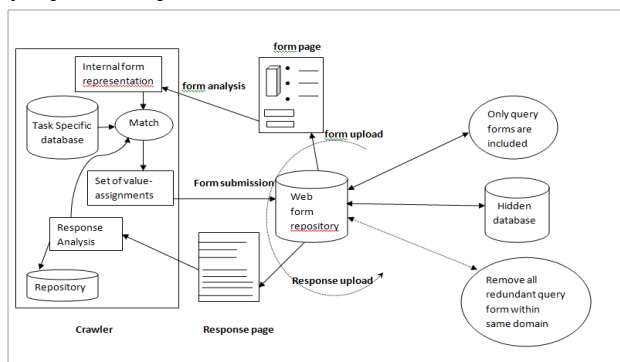 form page
Internal form
representation
form analysis
Task Specific
database
Match
form upload
Only query
forms are
included
Set of value-
assignments
Form submission
Web
form
repository
Hidden
database
Response
Analysis
Response upload
Remove all
redundant query
form within
same domain
Repository
Crawler
Response page